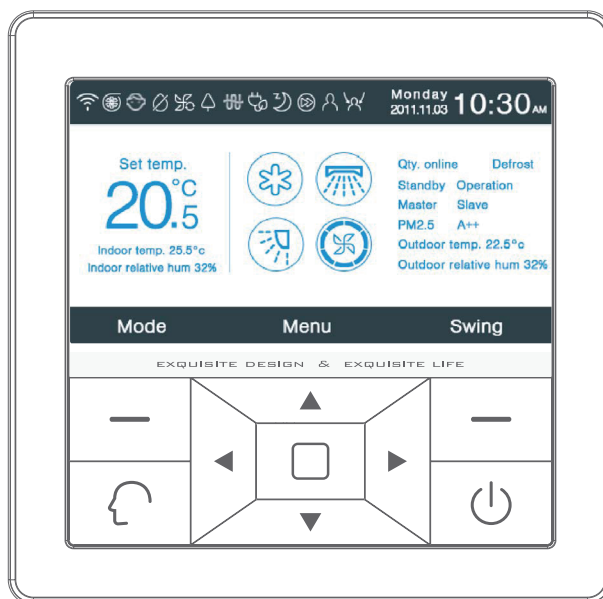 Monday
2011.11.03 10:30 AM
Set temp.
20.5°C
Indoor temp. 25.5°c
Indoor relative hum 32%
Qty. online Defrost
Standby Operation
Master Slave
PM2.5 A++
Outdoor temp. 22.5°c
Outdoor relative hum 32%
Mode Menu Swing
EXQUISITE DESIGN & EXQUISITE LIFE